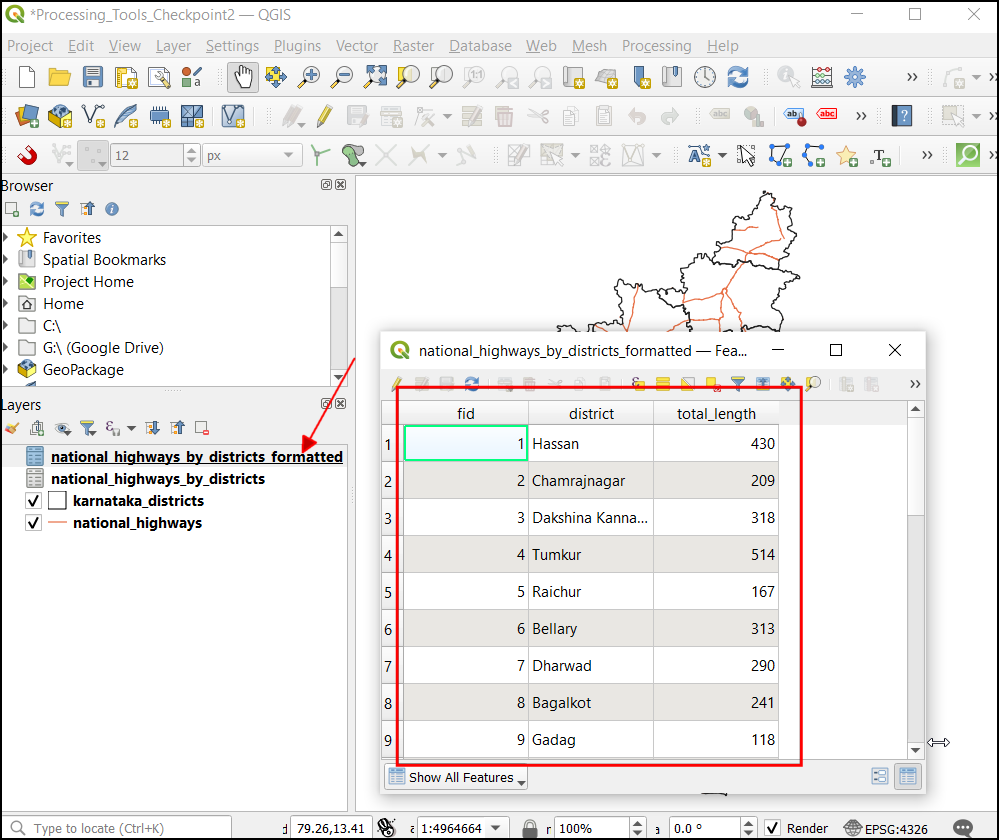 *Processing_Tools_Checkpoint2 — QGIS
Project Edit View Layer Settings Plugins Vector Raster Database Web Mesh Processing Help
12 px
Browser
Favorites
Spatial Bookmarks
Project Home
Home
C:\
G:\ (Google Drive)
GeoPackage
Layers
national_highways_by_districts_formatted
national_highways_by_districts
karnataka_districts
national_highways
national_highways_by_districts_formatted — Fea...
fid district total_length
1 1 Hassan 430
2 2 Chamrajnagar 209
3 3 Dakshina Kanna... 318
4 4 Tumkur 514
5 5 Raichur 167
6 6 Bellary 313
7 7 Dharwad 290
8 8 Bagalkot 241
9 9 Gadag 118
Show All Features
Type to locate (Ctrl+K) 79.26,13.41 1:4964664 100% 0.0 ° Render EPSG:4326